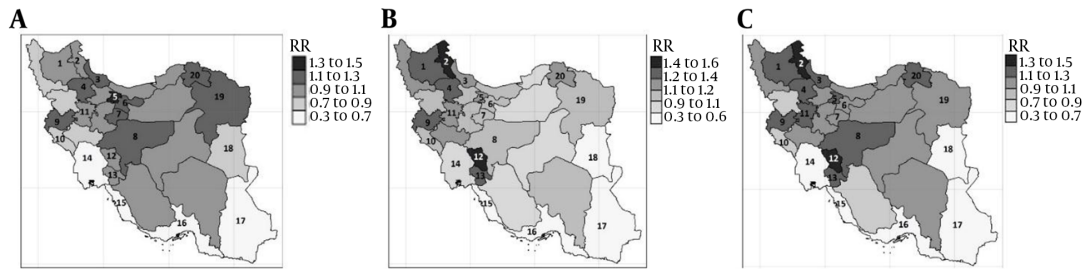 A
B
C
RR
1.3 to 1.5
1.1 to 1.3
0.9 to 1.1
0.7 to 0.9
0.3 to 0.7
RR
1.4 to 1.6
1.2 to 1.4
1.1 to 1.2
0.9 to 1.1
0.3 to 0.6
RR
1.3 to 1.5
1.1 to 1.3
0.9 to 1.1
0.7 to 0.9
0.3 to 0.7
1 2 3 4 5 6 7 8 9 10 11 12 13 14 15 16 17 18 19 20
1 2 3 4 6 7 8 9 10 11 12 13 14 15 16 17 18 19 20
1 2 3 4 6 7 8 9 10 11 12 13 14 15 16 17 18 19 20